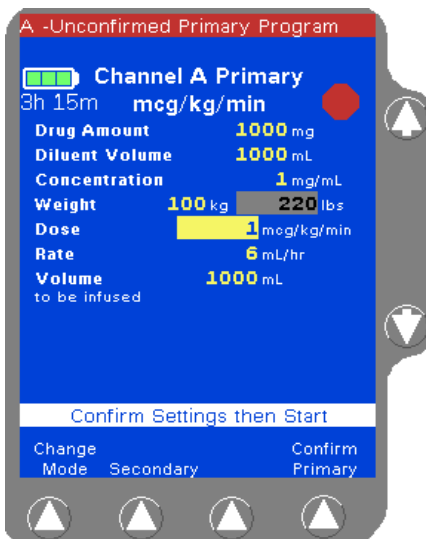 A -Unconfirmed Primary Program
Channel A Primary
3h 15m mcg/kg/min
Drug Amount 1000 mg
Diluent Volume 1000 mL
Concentration 1 mg/mL
Weight 100 kg 220 lbs
Dose 1 mcg/kg/min
Rate 6 mL/hr
Volume 1000 mL
to be infused
Confirm Settings then Start
Change Mode Secondary Confirm Primary